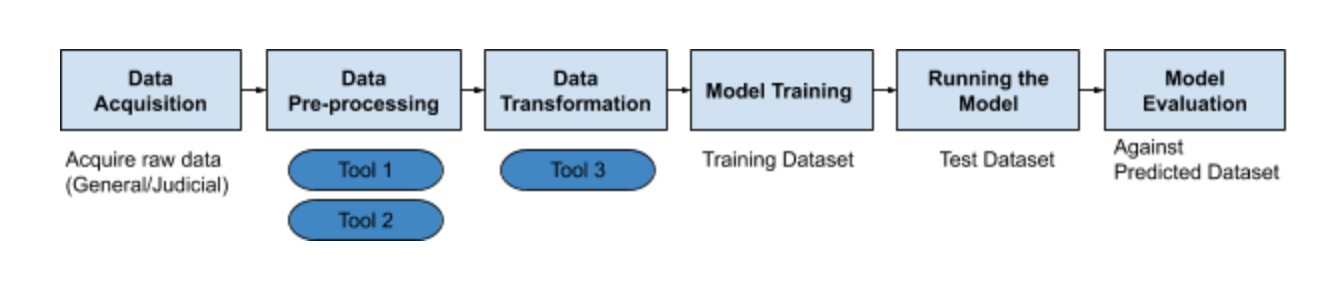 Data
Acquisition
Data
Pre-processing
Data
Transformation
Model Training
Running the
Model
Model
Evaluation
Acquire raw data
(General/Judicial)
Tool 1
Tool 2
Tool 3
Training Dataset
Test Dataset
Against
Predicted Dataset